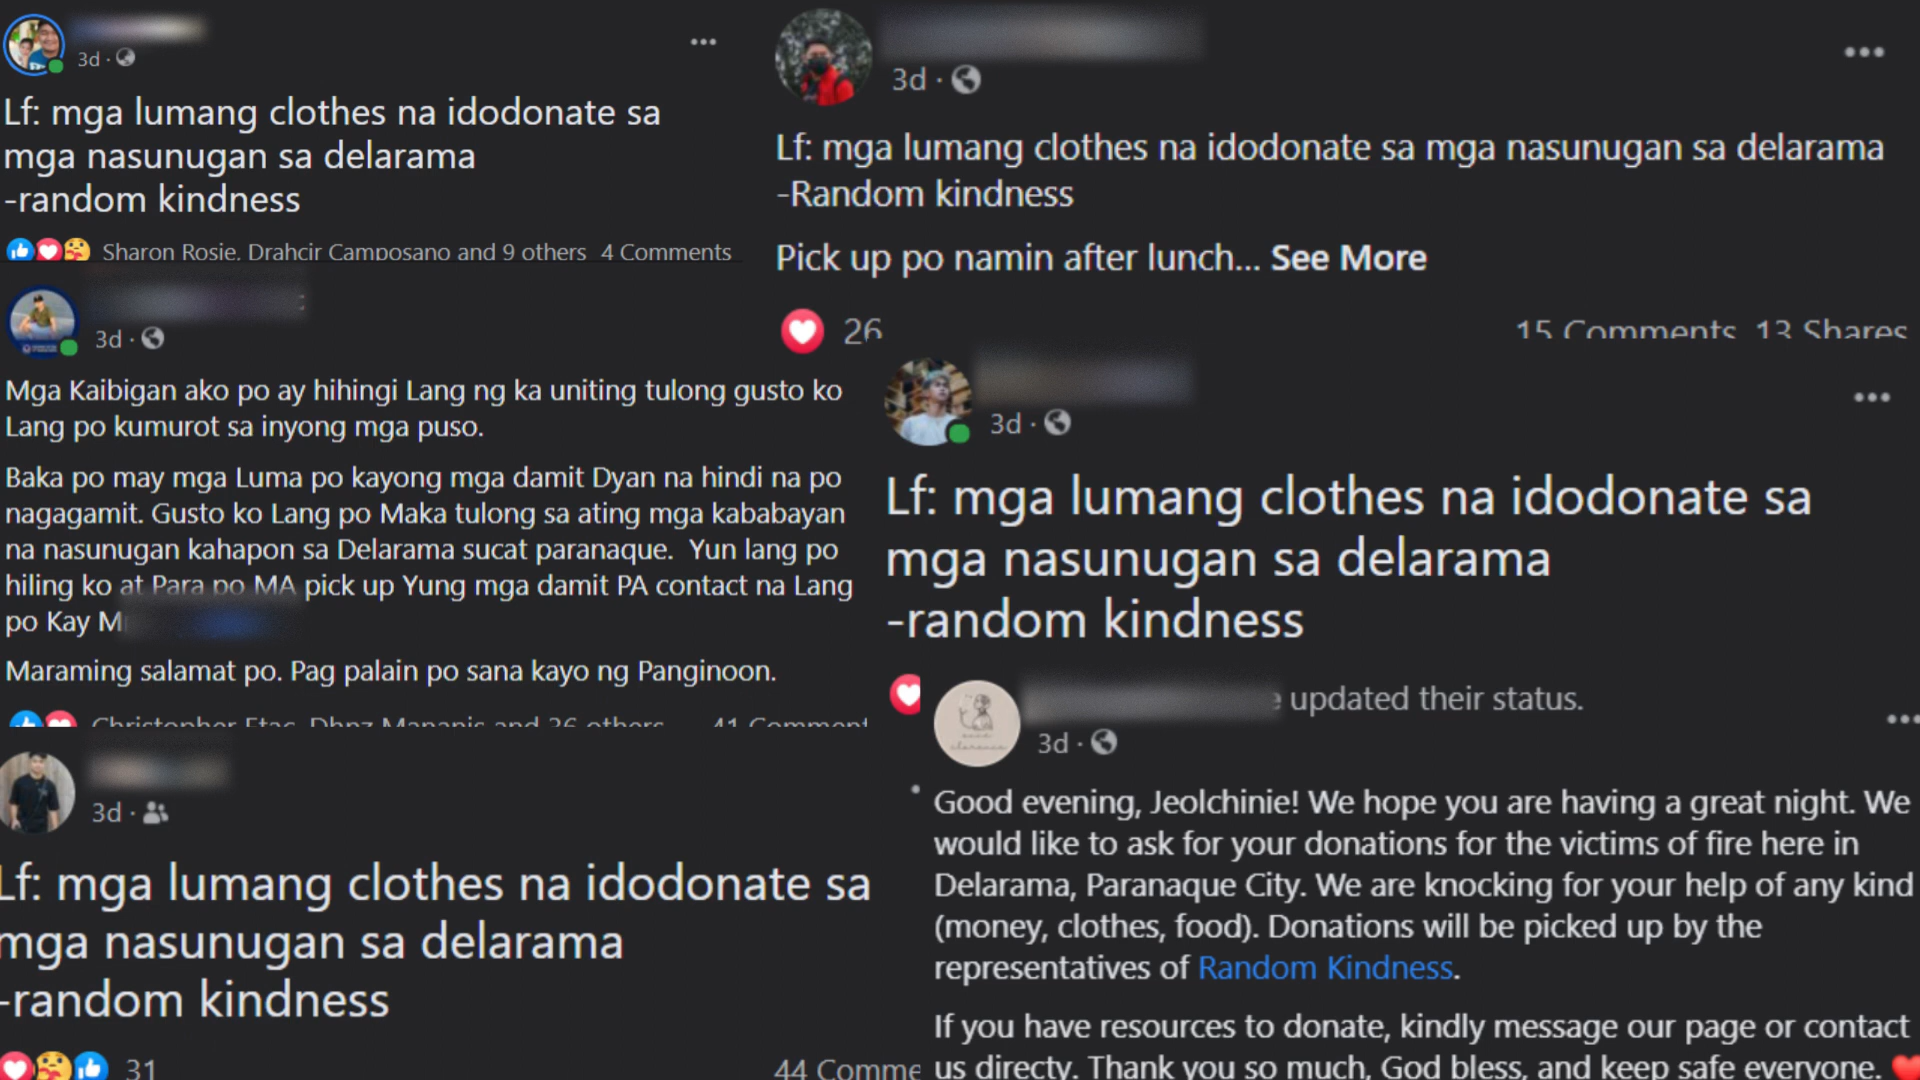 3d ·
Lf: mga lumang clothes na idodonate sa
mga nasunugan sa delarama
-random kindness
Sharon Rosie, Drahcir Camposano and 9 others 4 Comments
3d ·
Mga Kaibigan ako po ay hihingi Lang ng ka uniting tulong gusto ko
Lang po kumurot sa inyong mga puso.
Baka po may mga Luma po kayong mga damit Dyan na hindi na po
nagagamit. Gusto ko Lang po Maka tulong sa ating mga kababayan
na nasunugan kahapon sa Delarama sucat paranaque. Yun lang po
hiling ko at Para po MA pick up Yung mga damit PA contact na Lang
po Kay M
Maraming salamat po. Pag palain po sana kayo ng Panginoon.
Christopher Etac, Dhnz Mananis and 36 others 41 Comment
3d ·
Lf: mga lumang clothes na idodonate sa
mga nasunugan sa delarama
-random kindness
31 44 Comme
3d ·
Lf: mga lumang clothes na idodonate sa mga nasunugan sa delarama
-Random kindness
Pick up po namin after lunch... See More
26 15 Comments 13 Shares
3d ·
Lf: mga lumang clothes na idodonate sa
mga nasunugan sa delarama
-random kindness
e updated their status.
3d ·
Good evening, Jeolchinie! We hope you are having a great night. We
would like to ask for your donations for the victims of fire here in
Delarama, Paranaque City. We are knocking for your help of any kind
(money, clothes, food). Donations will be picked up by the
representatives of Random Kindness.
If you have resources to donate, kindly message our page or contact
us directy. Thank you so much, God bless, and keep safe everyone.